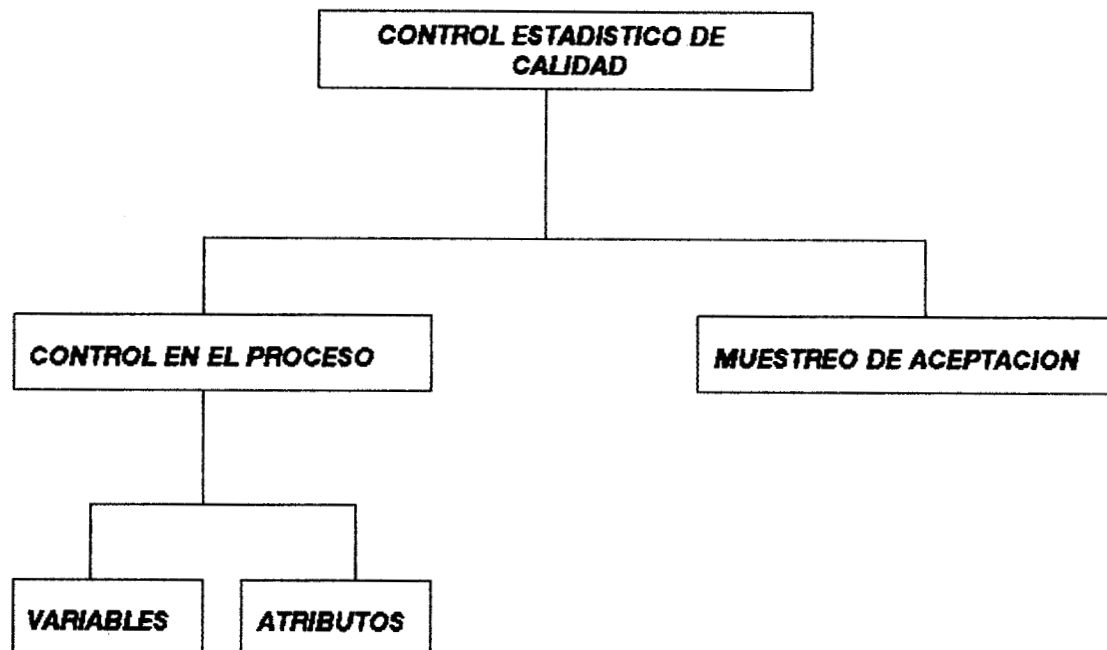 CONTROL ESTADISTICO DE
CALIDAD
CONTROL EN EL PROCESO
MUESTREO DE ACEPTACION
VARIABLES
ATRIBUTOS